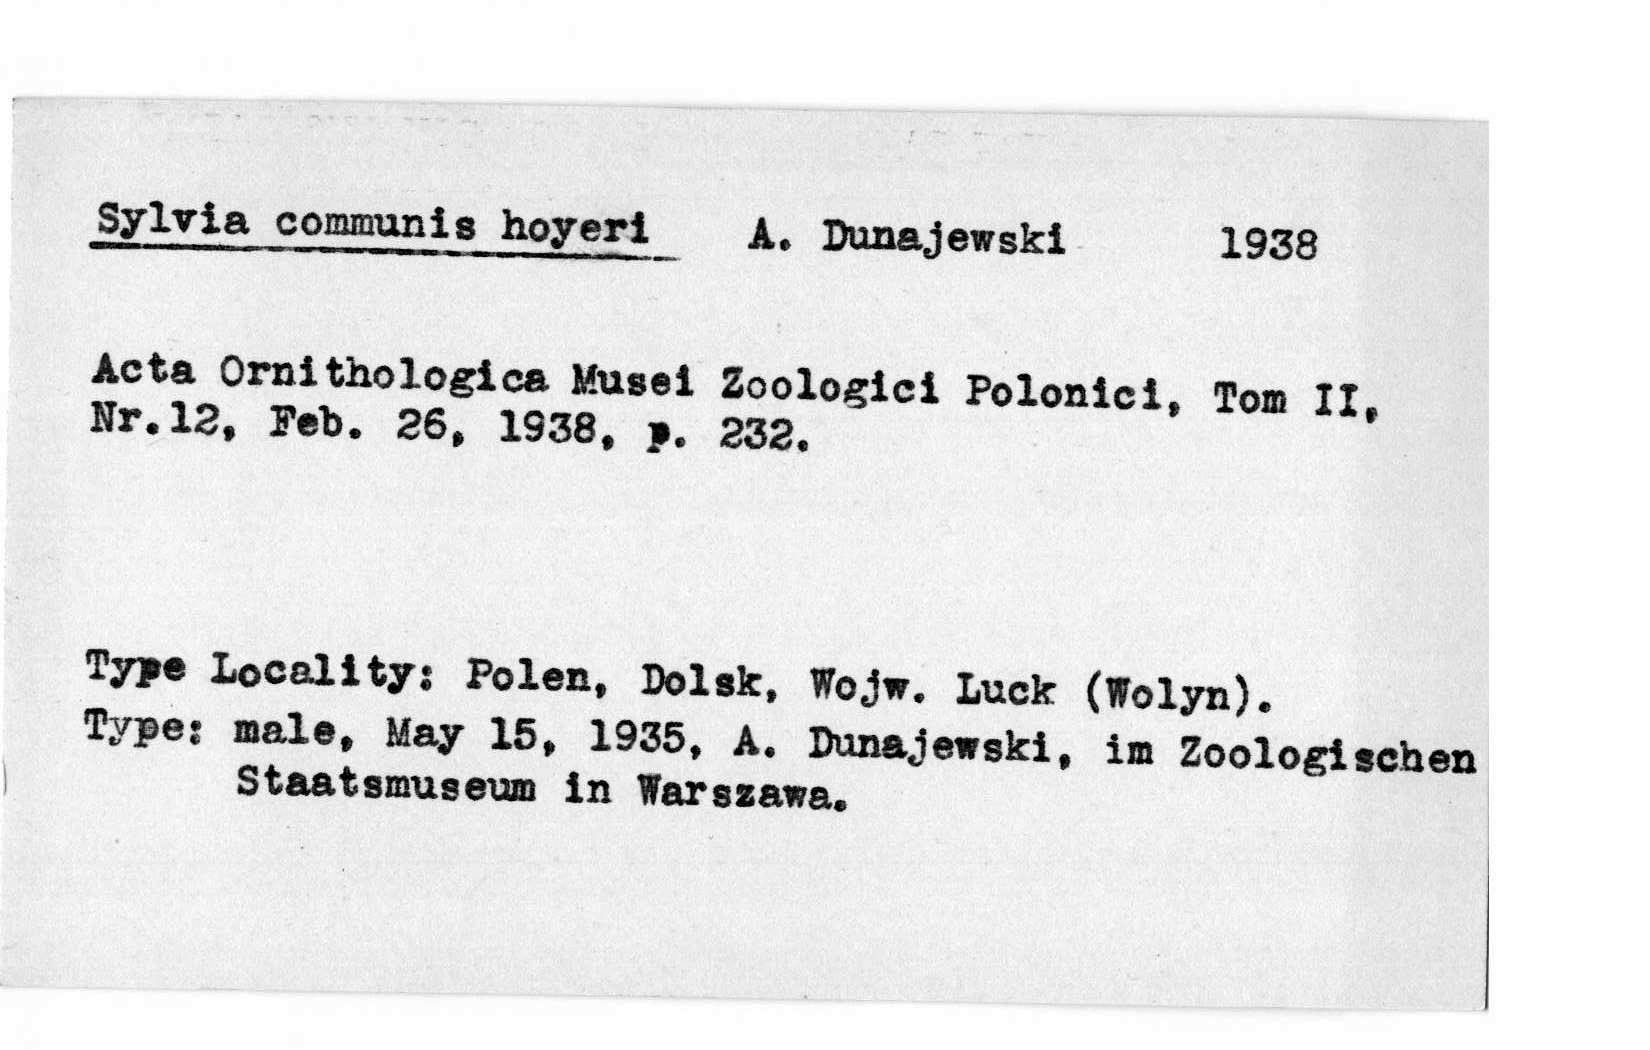 Sylvia communis hoyeri A. Dunajewski 1938
Acta Ornithologica Musei Zoologici Polonici, Tom II,
Nr.12, Feb. 26, 1938, p. 232.
Type Locality: Polen, Dolsk, Wojw. Luck (Wolyn).
Type: male, May 15, 1935, A. Dunajewski, im Zoologischen
Staatsmuseum in Warszawa.